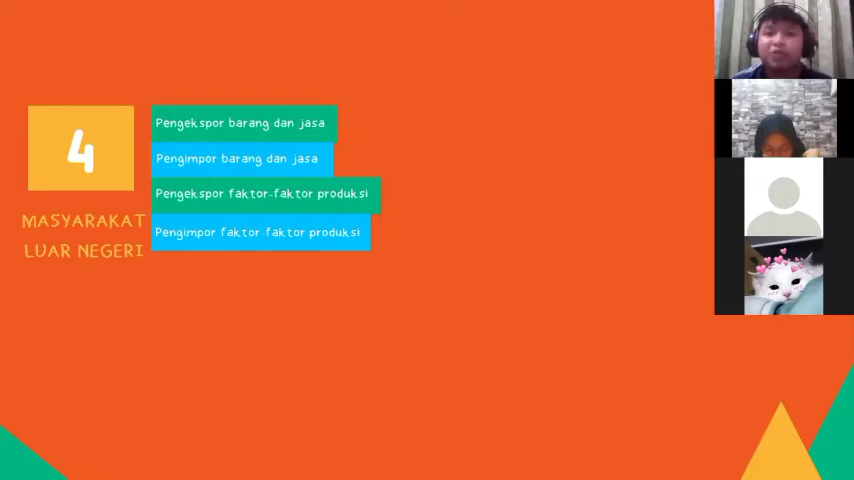 4
MASYARAKAT
LUAR NEGERI
Pengekspor barang dan jasa
Pengimpor barang dan jasa
Pengekspor faktor-faktor produksi
Pengimpor faktor-faktor produksi